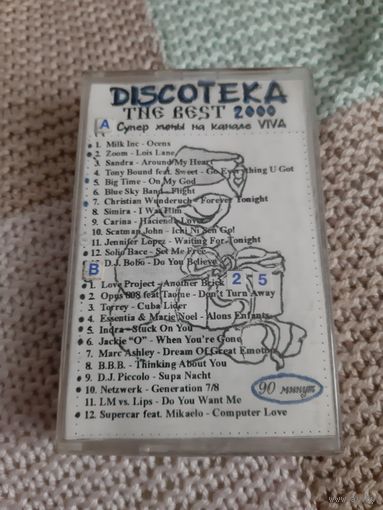 DISCOTEKA
THE BEST 2000
A Супер хоты на канале VIVA
1. Milk Inc - Ocens
2. Zoom - Lois Lane
3. Sandra - Around My Heart
4. Tony Bound feat. Sweet - Go Everything U Got
5. Big Time - On My God
6. Blue Sky Band - Flight
7. Christian Wunderuch - Forever Tonight
8. Simira - I Was Him
9. Carina - Hacienda Lover
10. Scatman John - Ichi Ni San Go!
11. Jennifer Lopez - Waiting For Tonight
12. Solid Bace - Set Me Free
D.J. Bobo - Do You Believe
B
1. Love Project - Another Brick
2 5
2. Opus 808 feat Taojue - Don't Turn Away
3. Torrey - Cuba Lider
4. Essentia & Marie Noel - Alons Enfants
5. Indra - Stuck On You
6. Jackie "O" - When You're Gone
7. Marc Ashley - Dream Of Great Emotion
8. B.B.B. - Thinking About You
9. D.J. Piccolo - Supa Nacht
10. Netzwerk - Generation 7/8
90 минут
11. LM vs. Lips - Do You Want Me
12. Supercar feat. Mikaelo - Computer Love